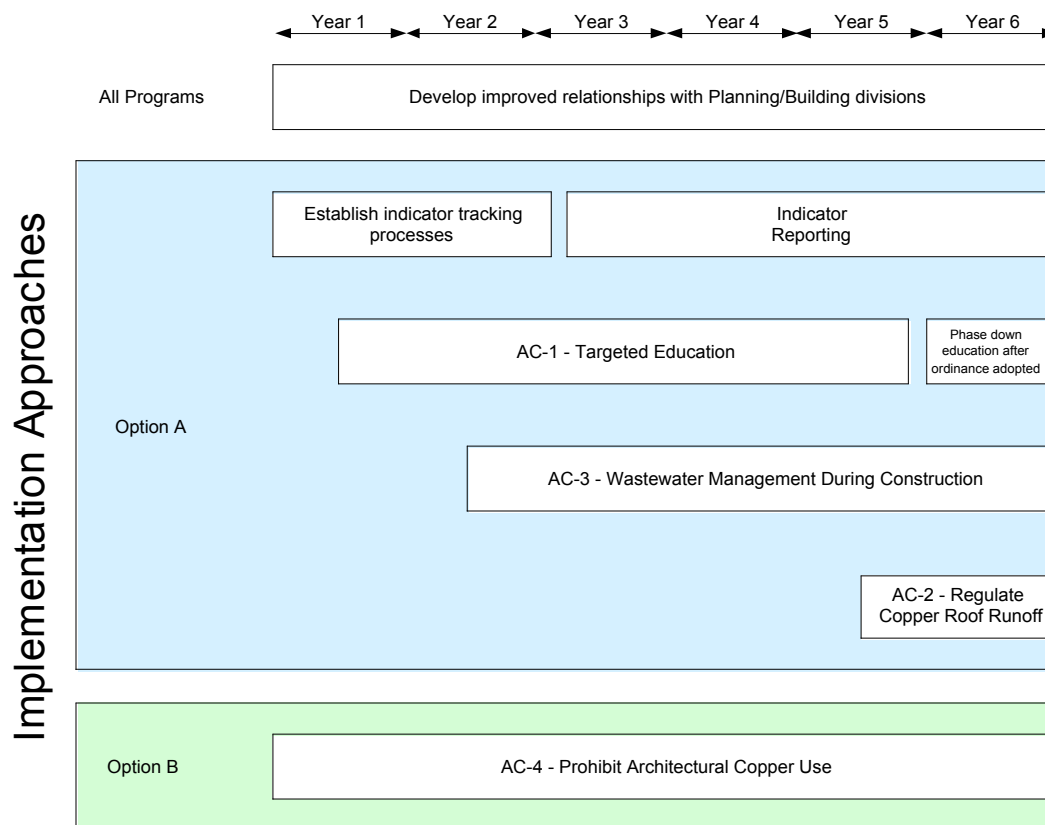 Year 1 Year 2 Year 3 Year 4 Year 5 Year 6
All Programs
Develop improved relationships with Planning/Building divisions
Implementation Approaches
Establish indicator tracking
processes
Indicator
Reporting
AC-1 - Targeted Education
Phase down
education after
ordinance adopted
Option A
AC-3 - Wastewater Management During Construction
AC-2 - Regulate
Copper Roof Runoff
Option B
AC-4 - Prohibit Architectural Copper Use